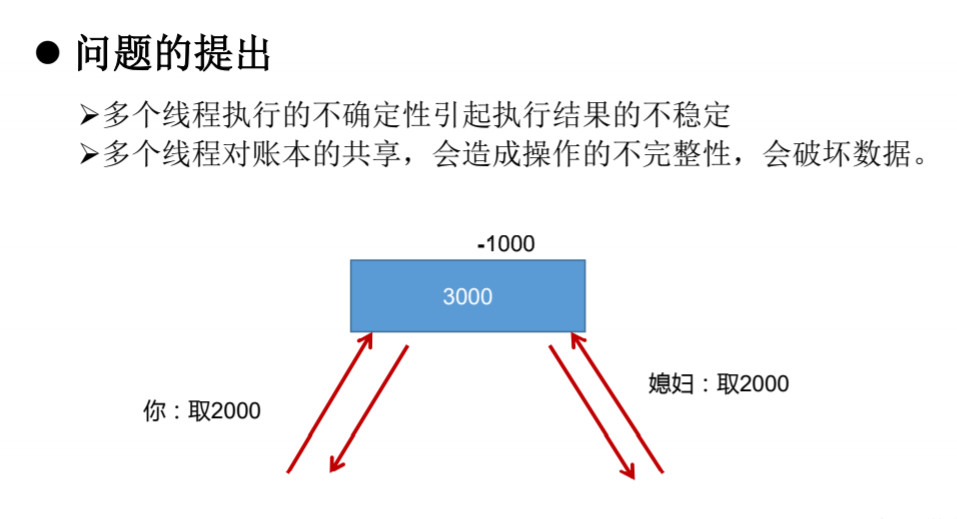 ● 问题的提出
➢多个线程执行的不确定性引起执行结果的不稳定
➢多个线程对账本的共享，会造成操作的不完整性，会破坏数据。
-1000
3000
媳妇：取2000
你：取2000